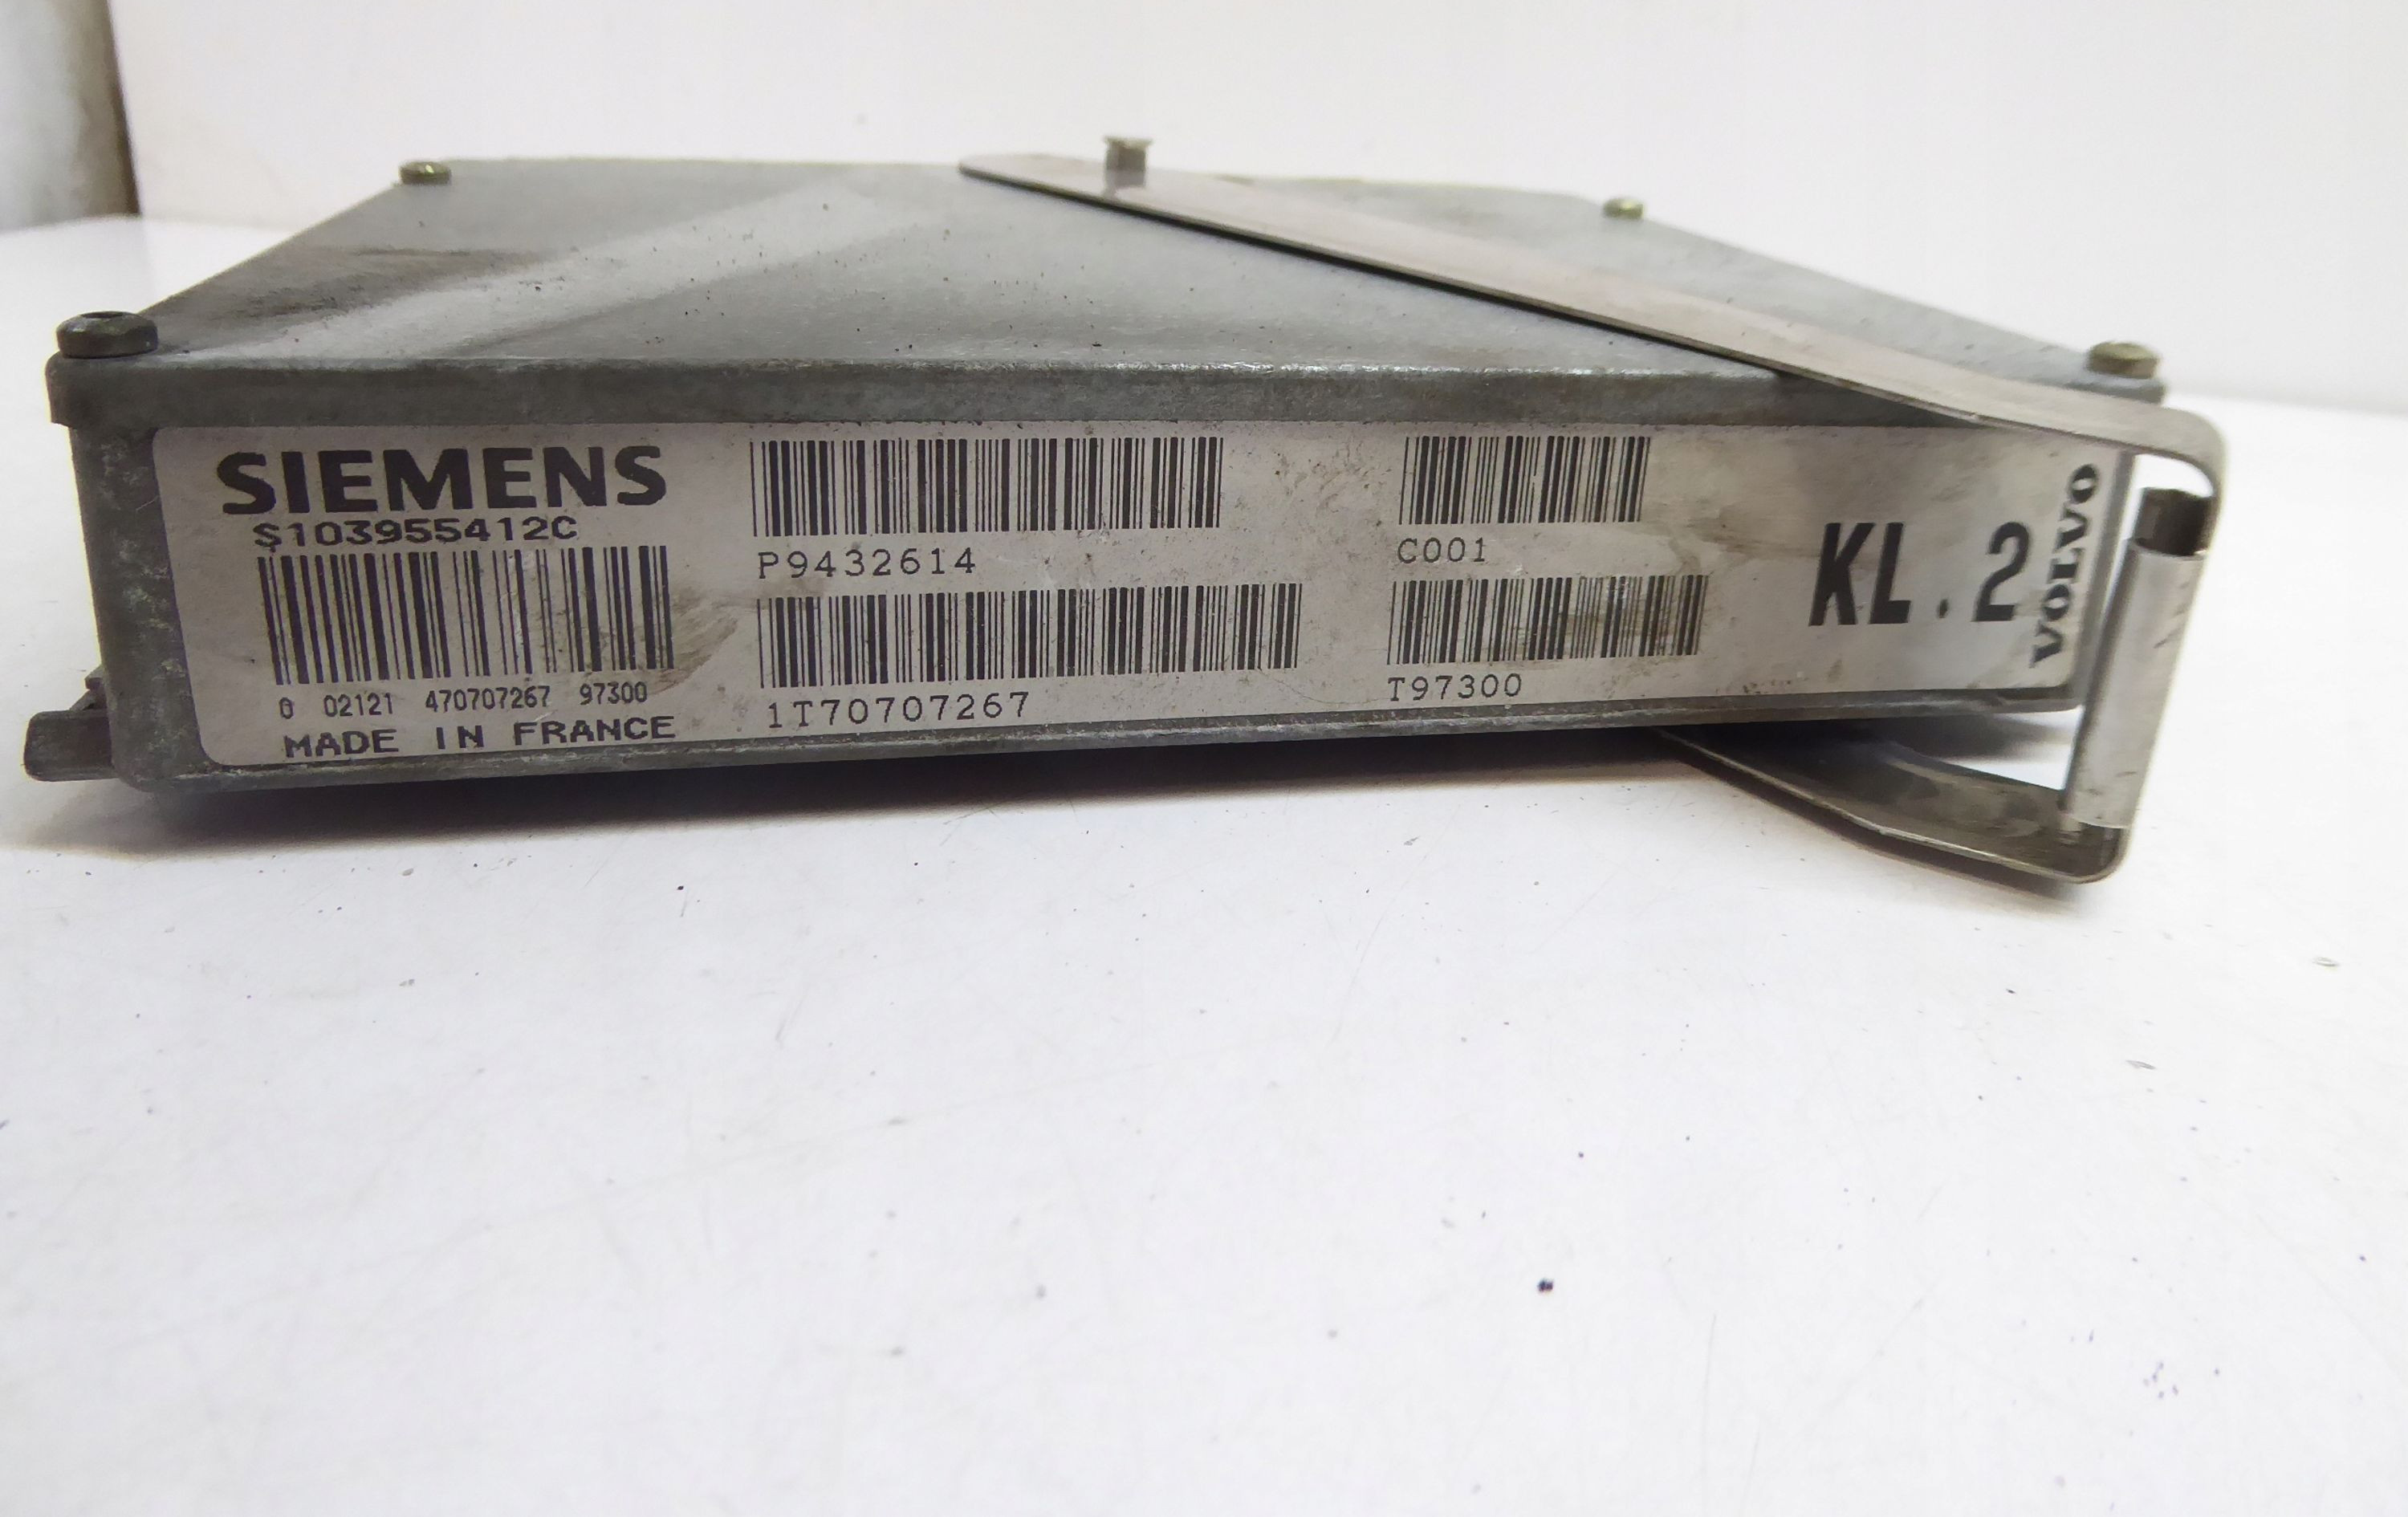 SIEMENS
S103955412C
0 02121 470707267 97300
MADE IN FRANCE
P9432614
1T70707267
C001
T97300
KL.2
VOLVO